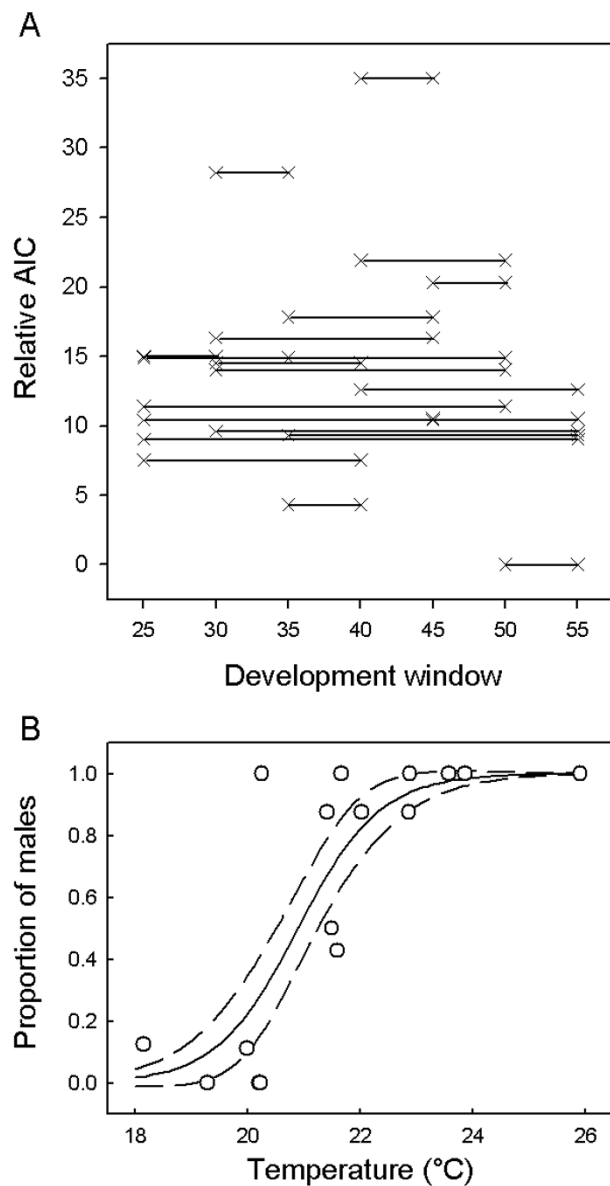 A
35
30
25
20
15
10
5
0
Relative AIC
25 30 35 40 45 50 55
Development window
B
1.0
0.8
0.6
0.4
0.2
0.0
Proportion of males
18 20 22 24 26
Temperature (°C)